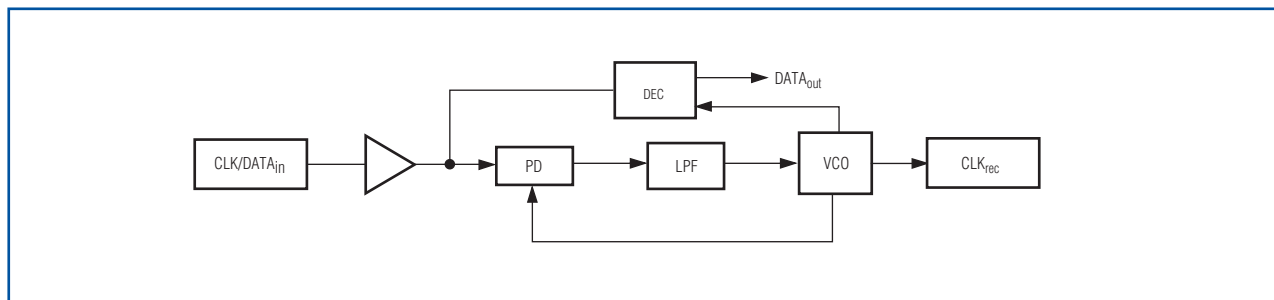 DATAout
DEC
CLK/DATAin
PD
LPF
VCO
CLKrec